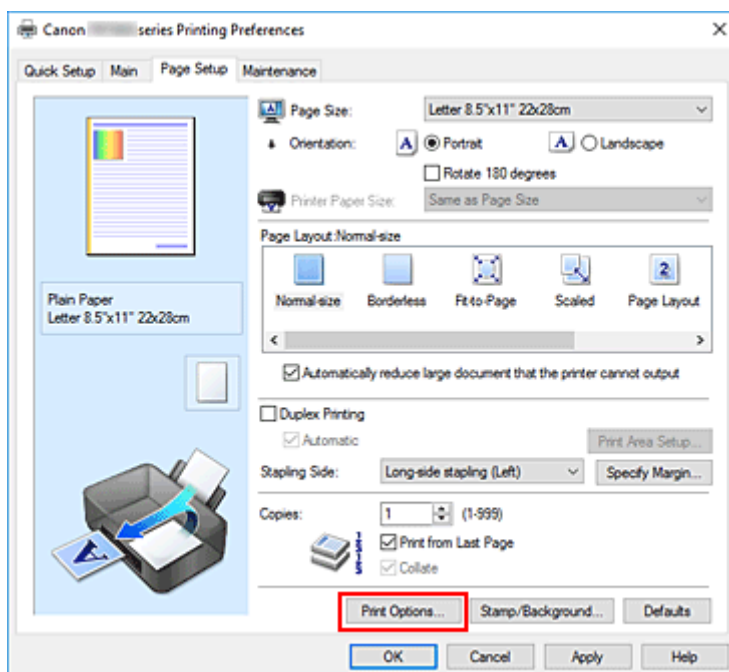 Canon series Printing Preferences
Quick Setup Main Page Setup Maintenance
Page Size: Letter 8.5"x11" 22x28cm
Orientation: A Portrait A Landscape
Rotate 180 degrees
Printer Paper Size: Same as Page Size
Page Layout:Normal-size
2
Normal-size Borderless Fit-to-Page Scaled Page Layout
Automatically reduce large document that the printer cannot output
Plain Paper
Letter 8.5"x11" 22x28cm
Duplex Printing
Automatic Print Area Setup...
Stapling Side: Long-side stapling (Left) Specify Margin...
Copies: 1 (1-999)
Print from Last Page
Collate
A
Print Options... Stamp/Background... Defaults
OK Cancel Apply Help